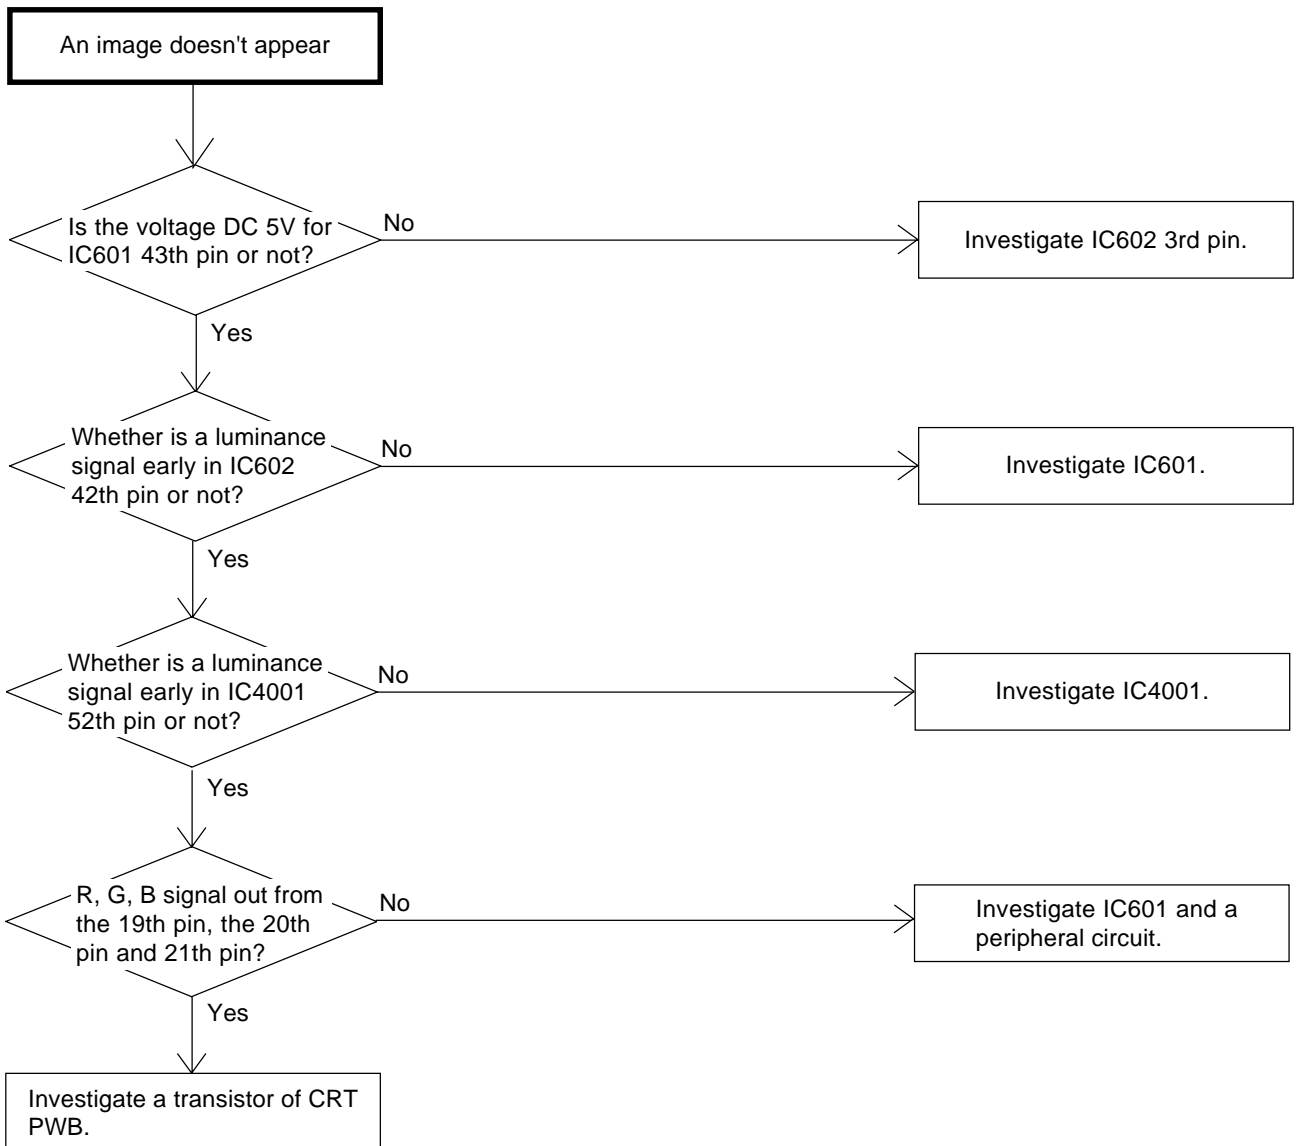 An image doesn't appear
Is the voltage DC 5V for
IC601 43th pin or not?
No
Investigate IC602 3rd pin.
Yes
Whether is a luminance
signal early in IC602
42th pin or not?
No
Investigate IC601.
Yes
Whether is a luminance
signal early in IC4001
52th pin or not?
No
Investigate IC4001.
Yes
R, G, B signal out from
the 19th pin, the 20th
pin and 21th pin?
No
Investigate IC601 and a
peripheral circuit.
Yes
Investigate a transistor of CRT
PWB.